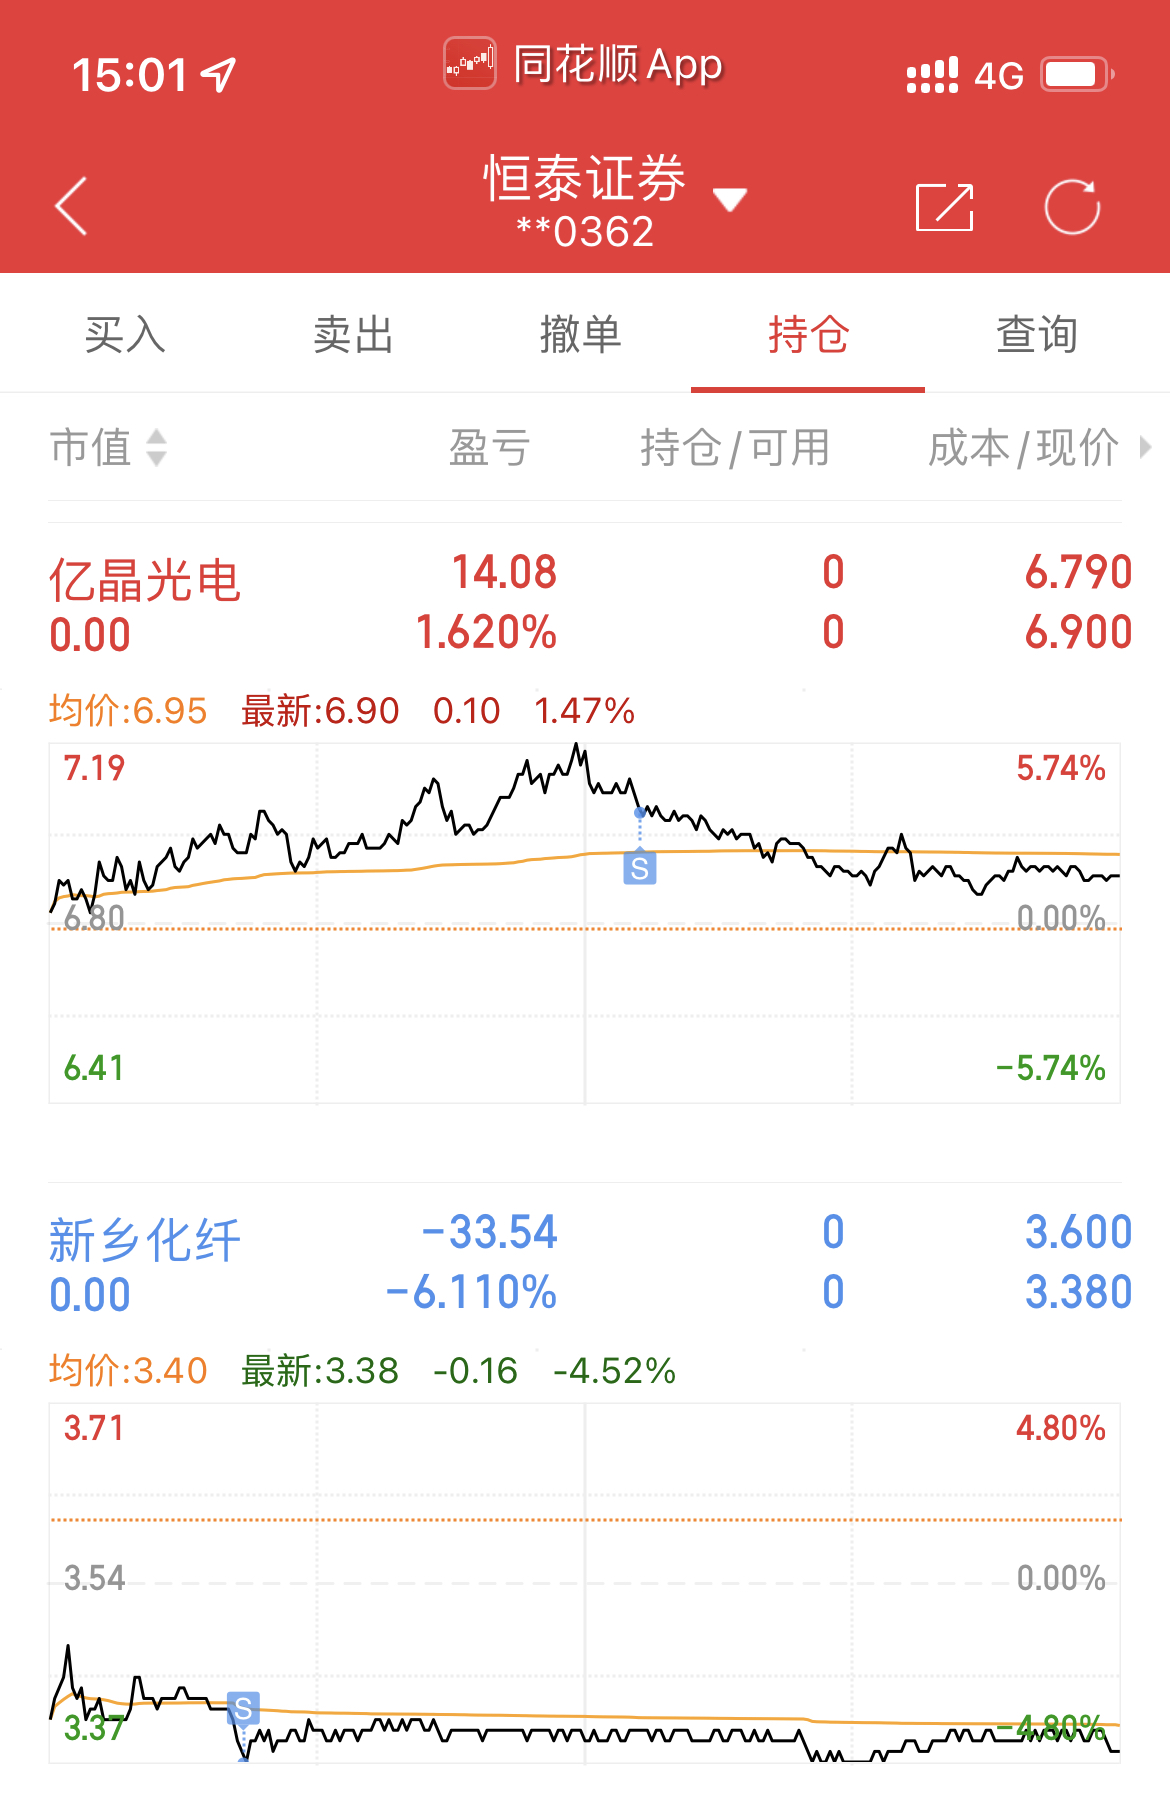 15:01 同花顺App 4G
恒泰证券
**0362
买入 卖出 撤单 持仓 查询
市值 盈亏 持仓/可用 成本/现价
亿晶光电 14.08 0 6.790
0.00 1.620% 0 6.900
均价:6.95 最新:6.90 0.10 1.47%
7.19 5.74%
S
6.80 0.00%
6.41 -5.74%
新乡化纤 -33.54 0 3.600
0.00 -6.110% 0 3.380
均价:3.40 最新:3.38 -0.16 -4.52%
3.71 4.80%
3.54 0.00%
S
3.37 -4.80%